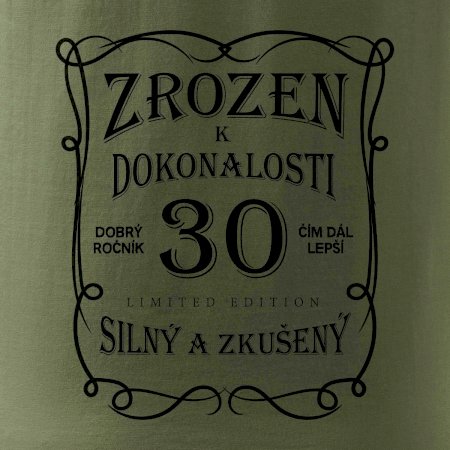 ZROZEN
K
DOKONALOSTI
DOBRÝ
ROČNÍK
30
ČÍM DÁL
LEPŠÍ
LIMITED EDITION
SILNÝ A ZKUŠENÝ